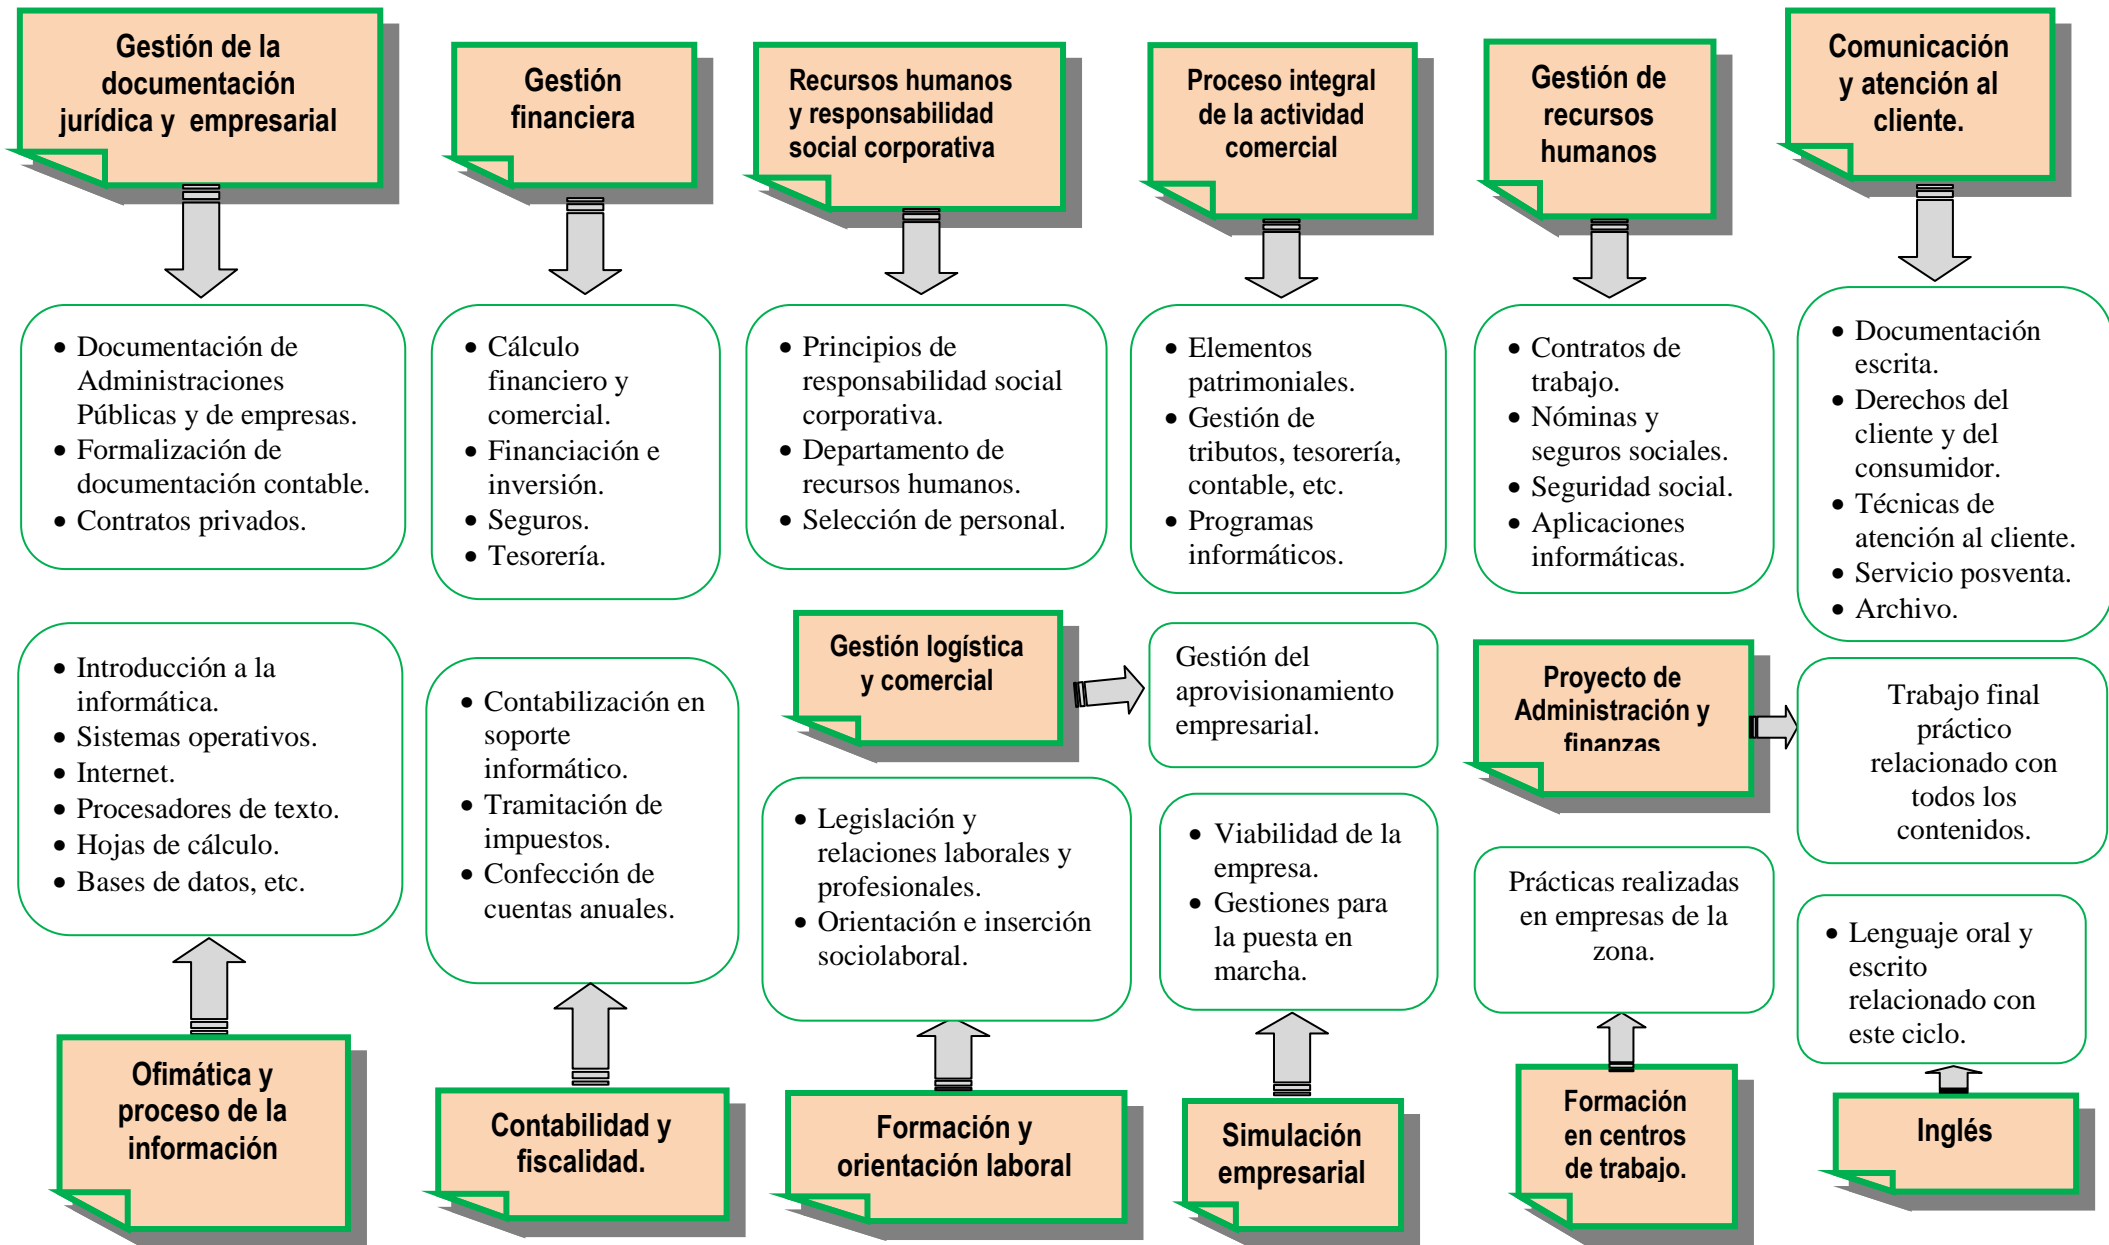 Gestión de la
documentación
jurídica y empresarial
Gestión
financiera
Recursos humanos
y responsabilidad
social corporativa
Proceso integral
de la actividad
comercial
Gestión de
recursos
humanos
Comunicación
y atención al
cliente.
• Documentación de
Administraciones
Públicas y de empresas.
• Formalización de
documentación contable.
• Contratos privados.
• Cálculo
financiero y
comercial.
• Financiación e
inversión.
• Seguros.
• Tesorería.
• Principios de
responsabilidad social
corporativa.
• Departamento de
recursos humanos.
• Selección de personal.
• Elementos
patrimoniales.
• Gestión de
tributos, tesorería,
contable, etc.
• Programas
informáticos.
• Contratos de
trabajo.
• Nóminas y
seguros sociales.
• Seguridad social.
• Aplicaciones
informáticas.
• Documentación
escrita.
• Derechos del
cliente y del
consumidor.
• Técnicas de
atención al cliente.
• Servicio posventa.
• Archivo.
• Introducción a la
informática.
• Sistemas operativos.
• Internet.
• Procesadores de texto.
• Hojas de cálculo.
• Bases de datos, etc.
• Contabilización en
soporte
informático.
• Tramitación de
impuestos.
• Confección de
cuentas anuales.
Gestión logística
y comercial
Gestión del
aprovisionamiento
empresarial.
Proyecto de
Administración y
finanzas
Trabajo final
práctico
relacionado con
todos los
contenidos.
• Legislación y
relaciones laborales y
profesionales.
• Orientación e inserción
sociolaboral.
• Viabilidad de la
empresa.
• Gestiones para
la puesta en
marcha.
Prácticas realizadas
en empresas de la
zona.
• Lenguaje oral y
escrito
relacionado con
este ciclo.
Ofimática y
proceso de la
información
Contabilidad y
fiscalidad.
Formación y
orientación laboral
Simulación
empresarial
Formación
en centros
de trabajo.
Inglés